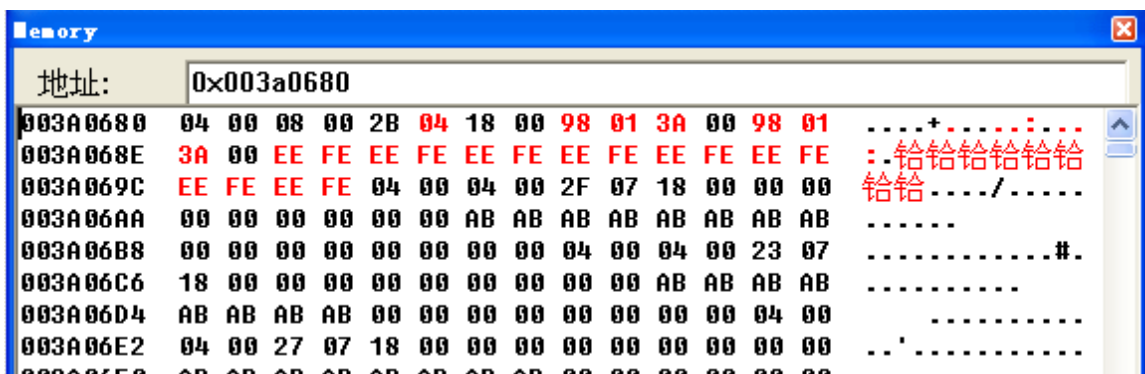 Memory
地址: 0x003a0680
003A0680 04 00 08 00 2B 04 18 00 98 01 3A 00 98 01 ....+.....:...
003A068E 3A 00 EE FE EE FE EE FE EE FE EE FE EE FE :.铪铪铪铪铪铪
003A069C EE FE EE FE 04 00 04 00 2F 07 18 00 00 00 铪铪..../.....
003A06AA 00 00 00 00 00 00 AB AB AB AB AB AB AB AB ......
003A06B8 00 00 00 00 00 00 00 00 04 00 04 00 23 07 ............#.
003A06C6 18 00 00 00 00 00 00 00 00 00 AB AB AB AB ..........
003A06D4 AB AB AB AB 00 00 00 00 00 00 00 00 04 00 ..........
003A06E2 04 00 27 07 18 00 00 00 00 00 00 00 00 00 ..'...........